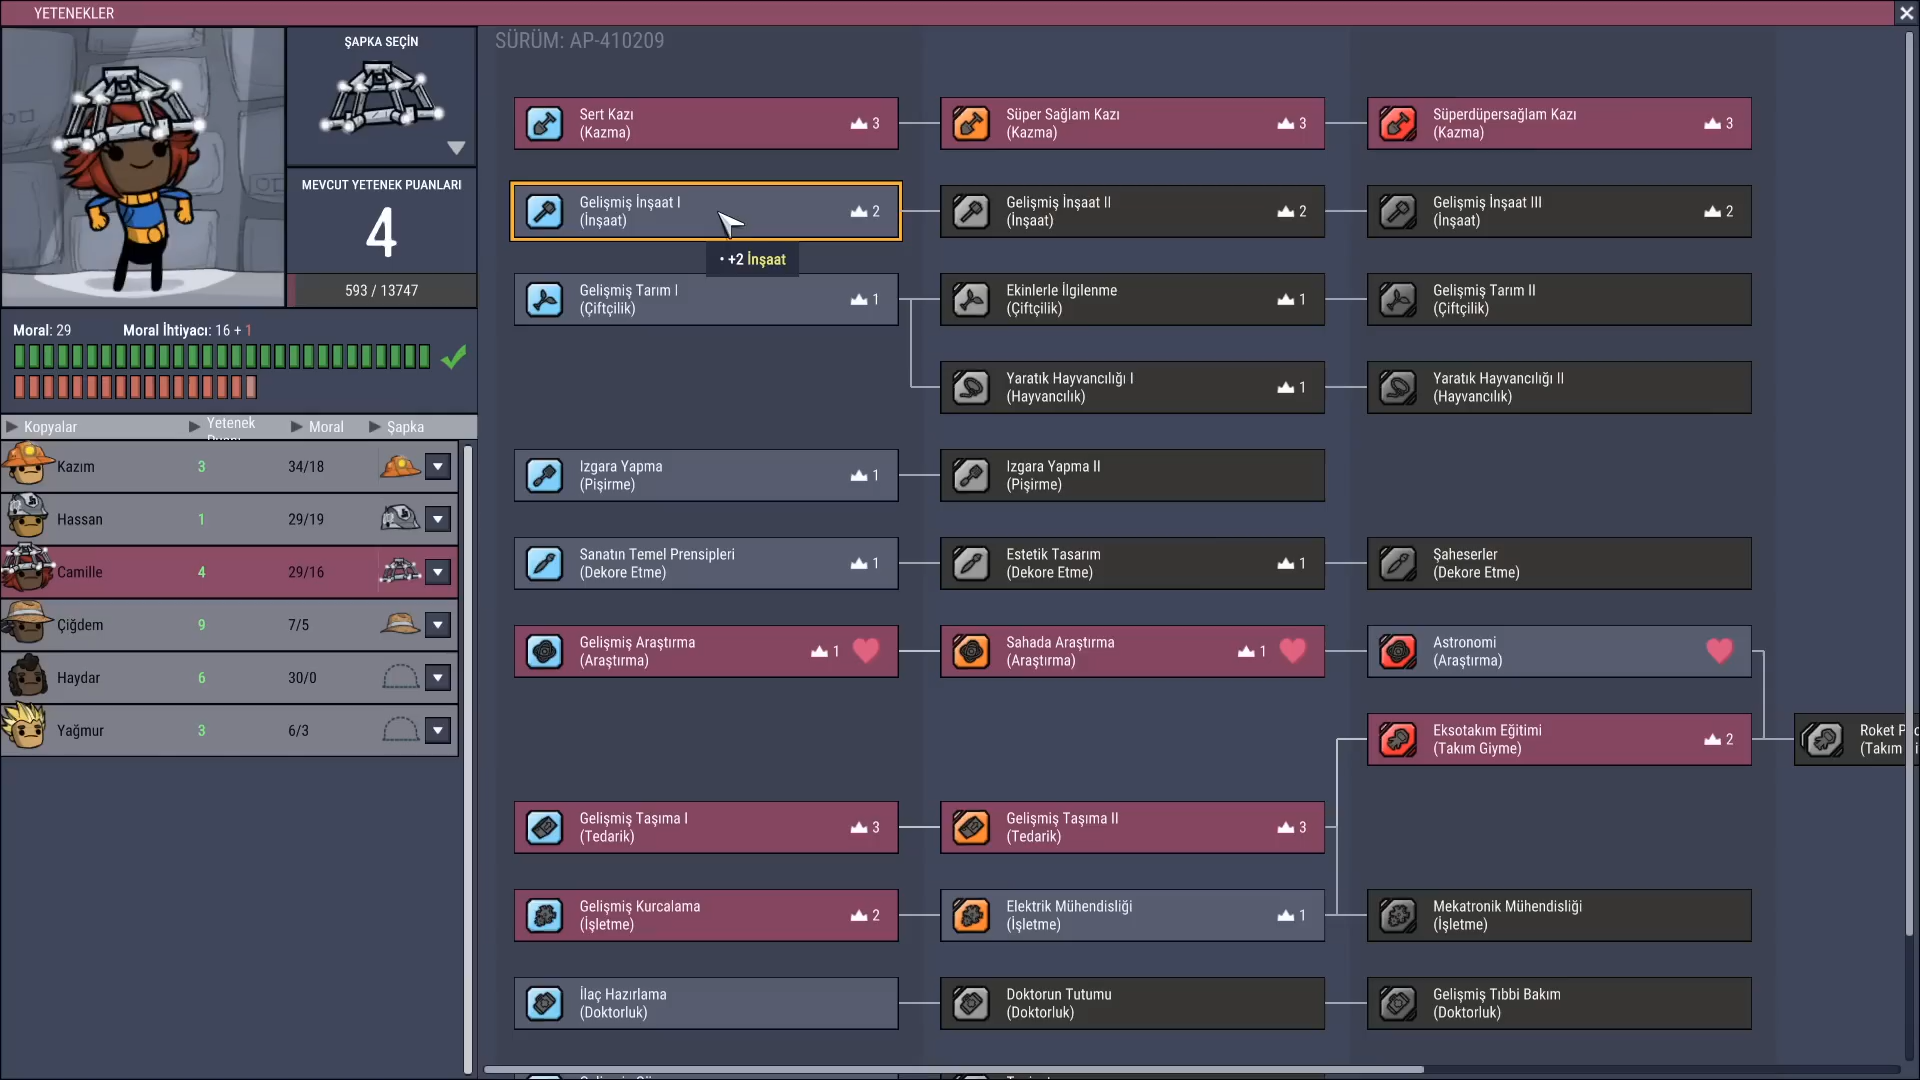 YETENEKLER
ŞAPKA SEÇİN
MEVCUT YETENEK PUANLARI
4
593 / 13747
Moral: 29 Moral İhtiyacı: 16 + 1
Kopyalar Yetenek Moral Şapka
Kazım 3 34/18
Hassan 1 29/19
Camille 4 29/16
Çiğdem 9 7/5
Haydar 6 30/0
Yağmur 3 6/3
SÜRÜM: AP-410209
Sert Kazı
(Kazma)
3
Süper Sağlam Kazı
(Kazma)
3
Süperdüpersağlam Kazı
(Kazma)
3
Gelişmiş İnşaat I
(İnşaat)
2
• +2 İnşaat
Gelişmiş İnşaat II
(İnşaat)
2
Gelişmiş İnşaat III
(İnşaat)
2
Gelişmiş Tarım I
(Çiftçilik)
1
Ekinlerle İlgilenme
(Çiftçilik)
1
Gelişmiş Tarım II
(Çiftçilik)
Yaratık Hayvancılığı I
(Hayvancılık)
1
Yaratık Hayvancılığı II
(Hayvancılık)
Izgara Yapma
(Pişirme)
1
Izgara Yapma II
(Pişirme)
Sanatın Temel Prensipleri
(Dekore Etme)
1
Estetik Tasarım
(Dekore Etme)
1
Şaheserler
(Dekore Etme)
Gelişmiş Araştırma
(Araştırma)
1
Sahada Araştırma
(Araştırma)
1
Astronomi
(Araştırma)
Eksotakım Eğitimi
(Takım Giyme)
2
Roket
(Takım
Gelişmiş Taşıma I
(Tedarik)
3
Gelişmiş Taşıma II
(Tedarik)
3
Gelişmiş Kurcalama
(İşletme)
2
Elektrik Mühendisliği
(İşletme)
1
Mekatronik Mühendisliği
(İşletme)
İlaç Hazırlama
(Doktorluk)
Doktorun Tutumu
(Doktorluk)
Gelişmiş Tıbbi Bakım
(Doktorluk)